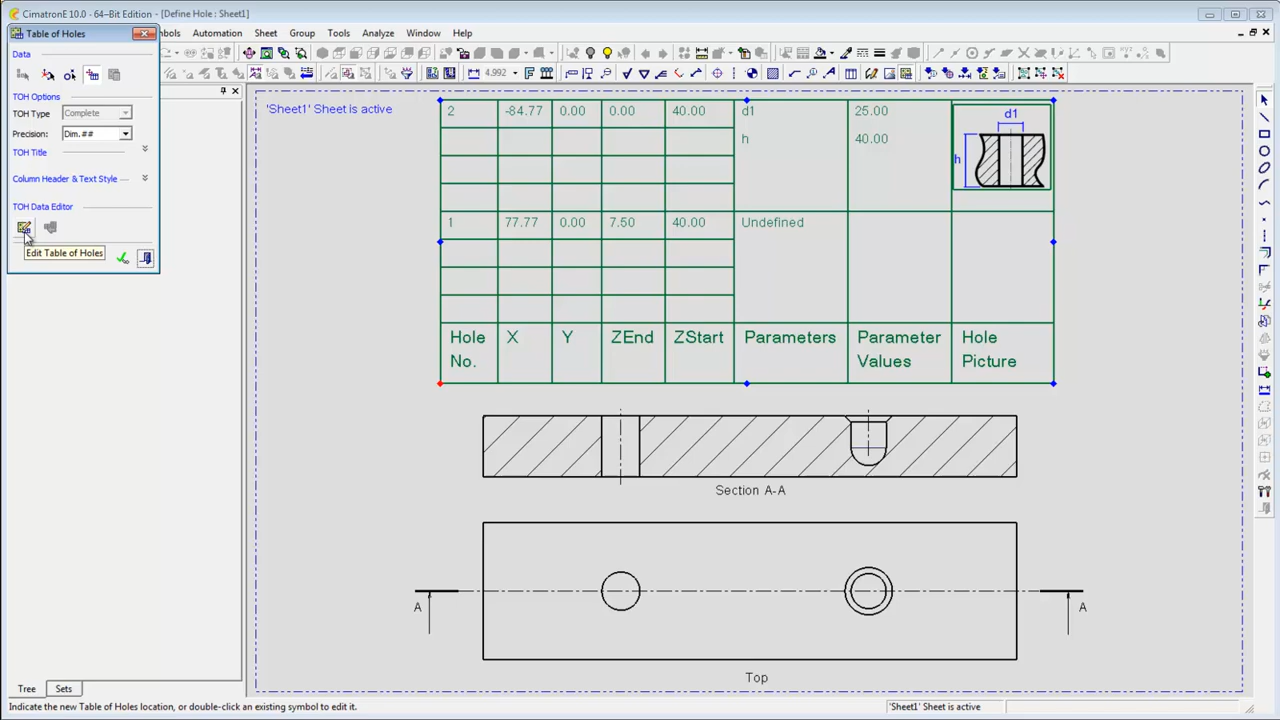 CimatronE 10.0 - 64-Bit Edition - [Define Hole : Sheet1]
Table of Holes
Symbols Automation Sheet Group Tools Analyze Window Help
Data
TOH Options
TOH Type: Complete
Precision: Dim.##
TOH Title
Column Header & Text Style
TOH Data Editor
Edit Table of Holes
4.992
'Sheet1' Sheet is active
2 -84.77 0.00 0.00 40.00 d1 25.00
h 40.00
d1
h
1 77.77 0.00 7.50 40.00 Undefined
Hole No. X Y ZEnd ZStart Parameters Parameter Values Hole Picture
Section A-A
A A
Top
Tree Sets
Indicate the new Table of Holes location, or double-click an existing symbol to edit it.
'Sheet1' Sheet is active